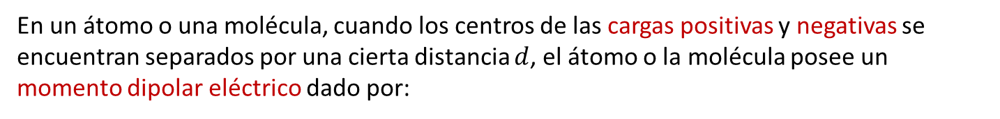 En un átomo o una molécula, cuando los centros de las cargas positivas y negativas se
encuentran separados por una cierta distancia 𝑑, el átomo o la molécula posee un
momento dipolar eléctrico dado por: